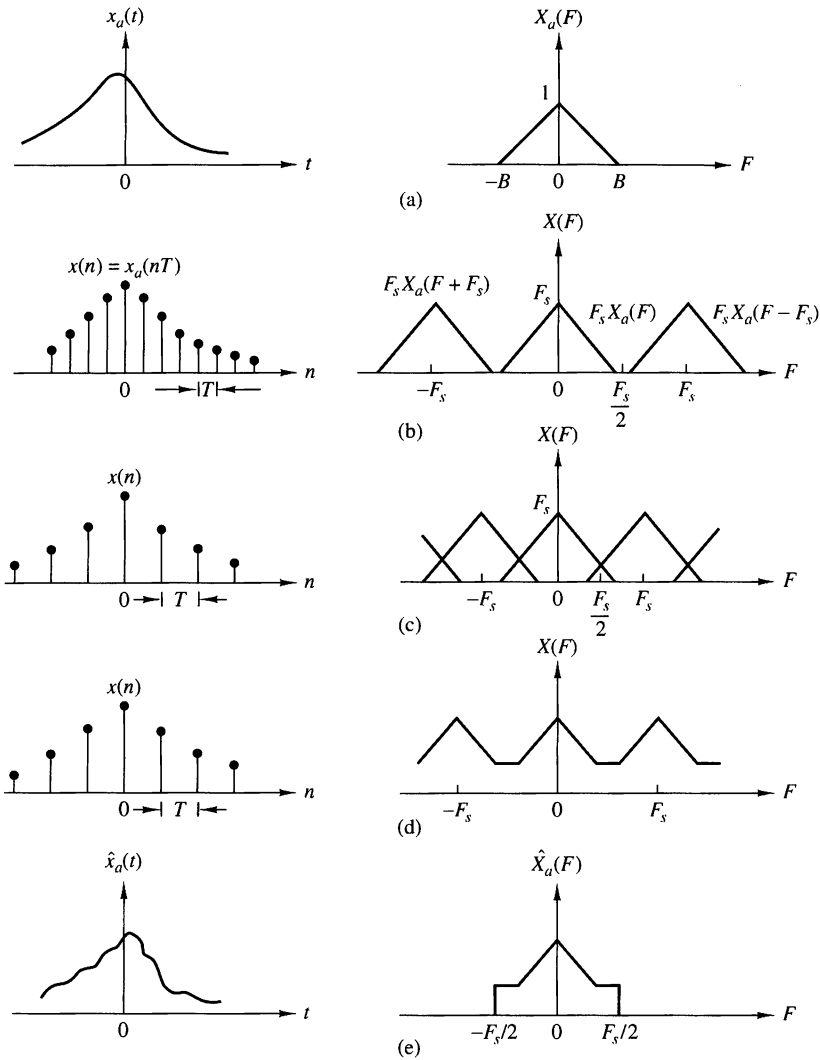 x_a(t)
t
0
X_a(F)
1
F
−B
0
B
(a)
x(n) = x_a(nT)
n
0
T
X(F)
F_s X_a(F + F_s)
F_s
F_s X_a(F)
F_s X_a(F − F_s)
F
−F_s
0
F_s/2
F_s
(b)
x(n)
n
0
T
X(F)
F_s
F
−F_s
0
F_s/2
F_s
(c)
x(n)
n
0
T
X(F)
F
−F_s
0
F_s
(d)
x̂_a(t)
t
0
X̂_a(F)
F
−F_s/2
0
F_s/2
(e)